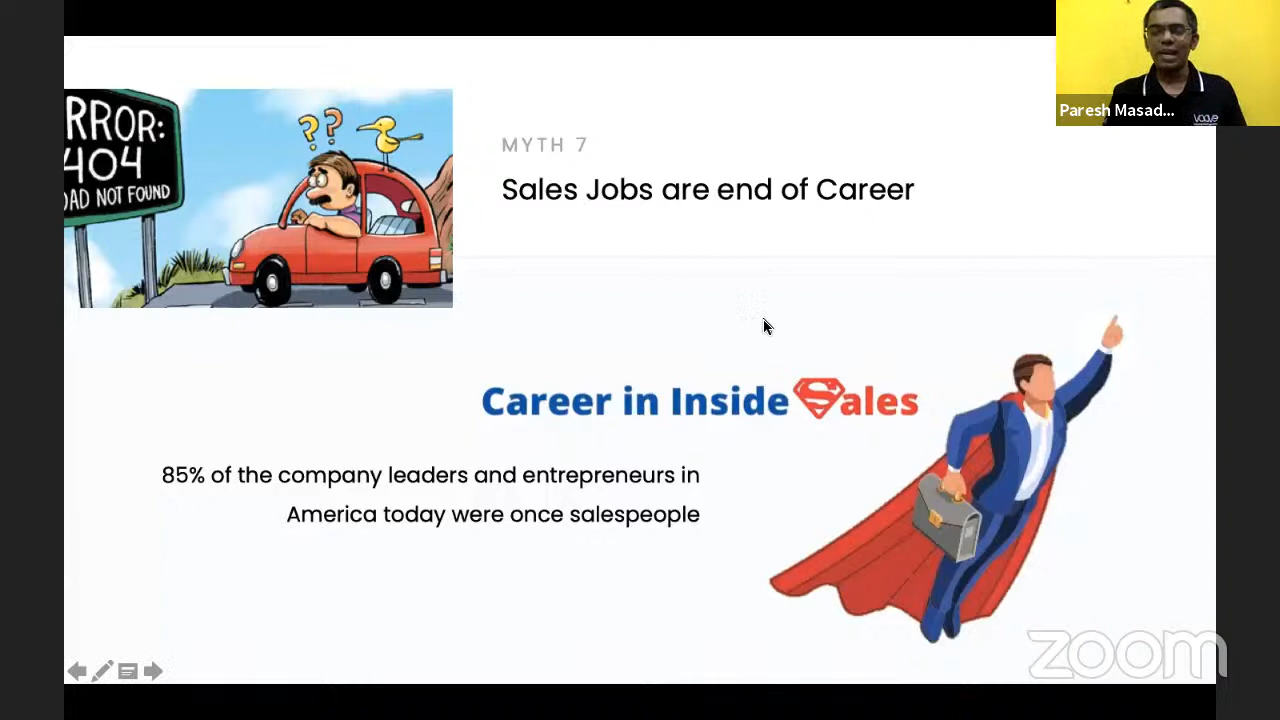 RROR:
404
OAD NOT FOUND
? ?
MYTH 7
Sales Jobs are end of Career
Paresh Masad...
vaave
Career in Inside Sales
85% of the company leaders and entrepreneurs in
America today were once salespeople
zoom